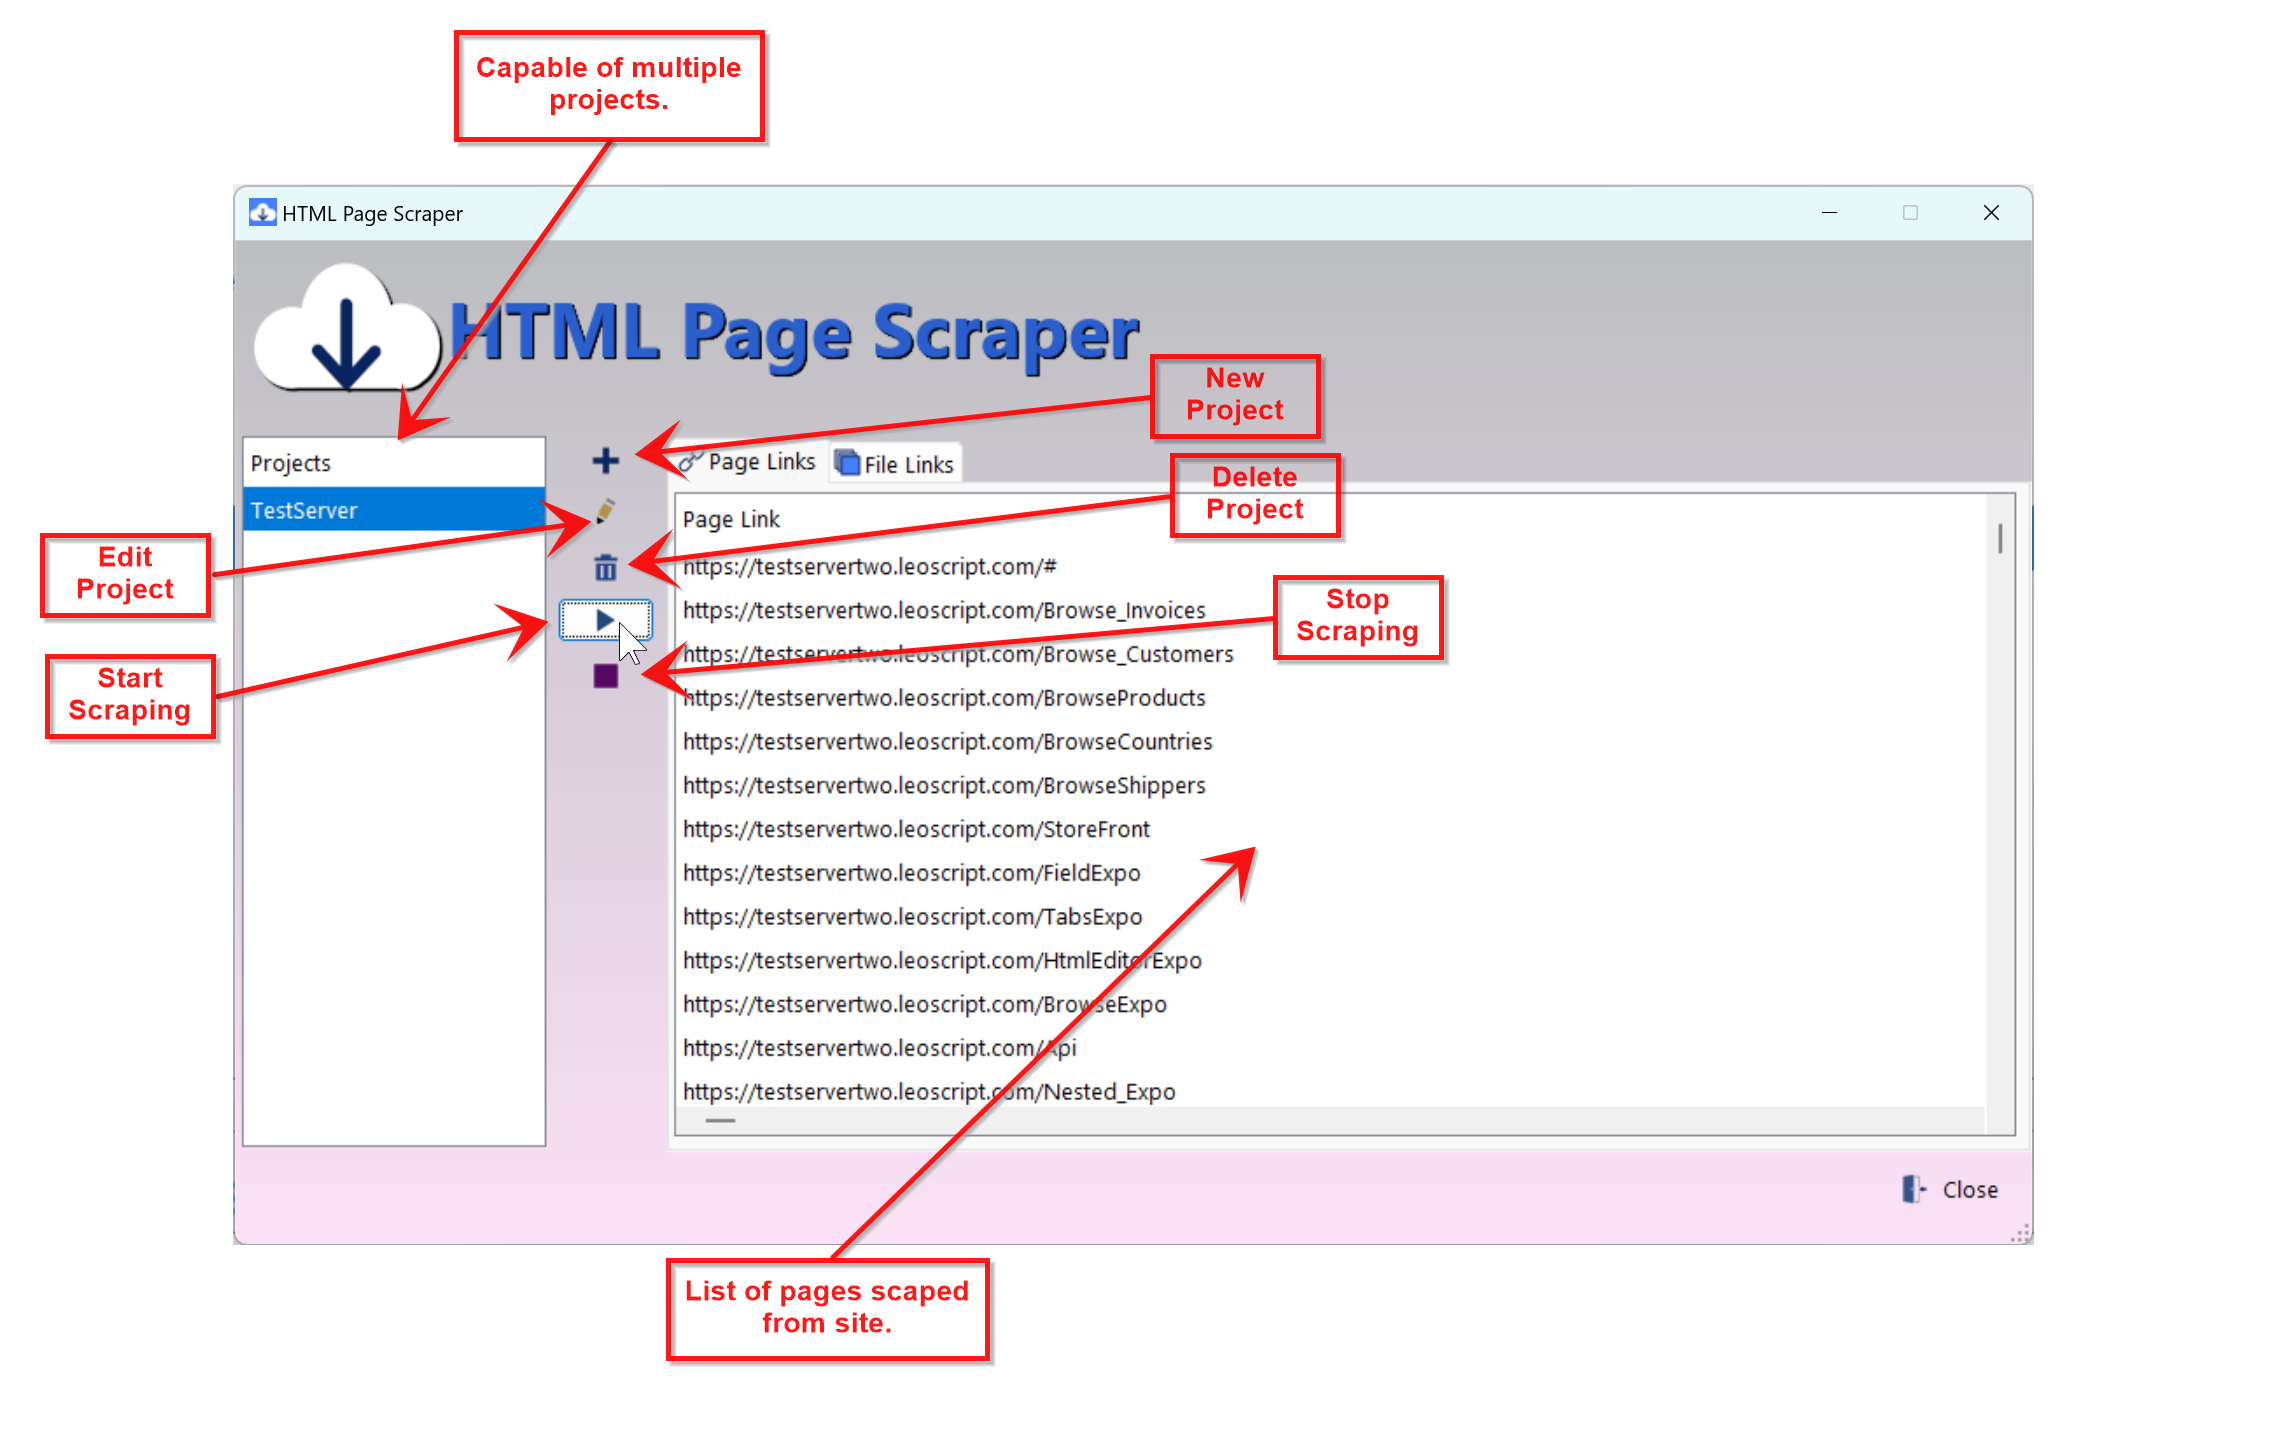 Capable of multiple
projects.
HTML Page Scraper
HTML Page Scraper
New
Project
Projects
Page Links
File Links
TestServer
Delete
Project
Page Link
Edit
Project
https://testservertwo.leoscript.com/#
Stop
Scraping
https://testservertwo.leoscript.com/Browse_Invoices
https://testservertwo.leoscript.com/Browse_Customers
Start
Scraping
https://testservertwo.leoscript.com/BrowseProducts
https://testservertwo.leoscript.com/BrowseCountries
https://testservertwo.leoscript.com/BrowseShippers
https://testservertwo.leoscript.com/StoreFront
https://testservertwo.leoscript.com/FieldExpo
https://testservertwo.leoscript.com/TabsExpo
https://testservertwo.leoscript.com/HtmlEditorExpo
https://testservertwo.leoscript.com/BrowseExpo
https://testservertwo.leoscript.com/Api
https://testservertwo.leoscript.com/Nested_Expo
Close
List of pages scaped
from site.